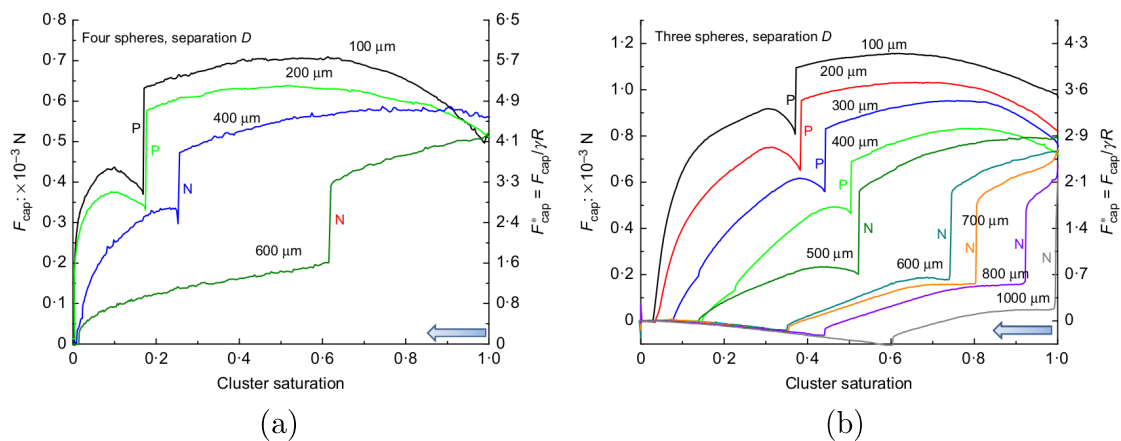 Four spheres, separation D
100 μm
200 μm
400 μm
600 μm
P
P
N
N
0·8
0·7
0·6
0·5
0·4
0·3
0·2
0·1
0
F_cap: ×10⁻³ N
6·5
5·7
4·9
4·1
3·3
2·4
1·6
0·8
0
F*_cap = F_cap/γR
0
0·2
0·4
0·6
0·8
1·0
Cluster saturation
(a)
Three spheres, separation D
100 μm
200 μm
300 μm
400 μm
500 μm
600 μm
700 μm
800 μm
1000 μm
P
P
P
P
N
N
N
N
N
1·2
1·0
0·8
0·6
0·4
0·2
0
F_cap: ×10⁻³ N
4·3
3·6
2·9
2·1
1·4
0·7
0
F*_cap = F_cap/γR
0
0·2
0·4
0·6
0·8
1·0
Cluster saturation
(b)